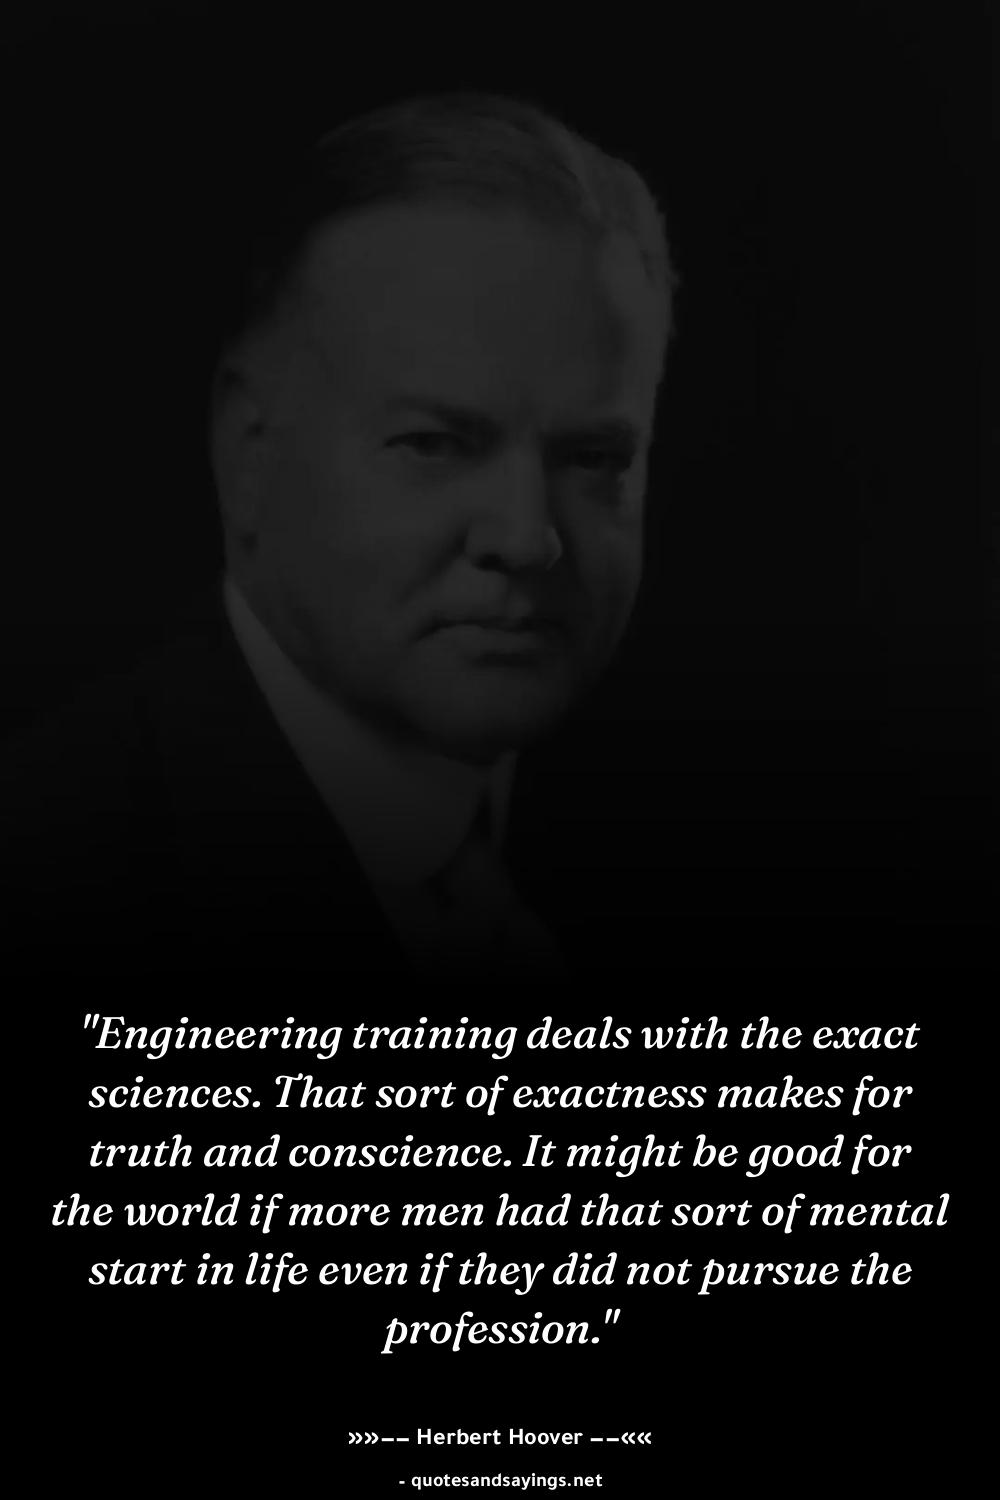 "Engineering training deals with the exact
sciences. That sort of exactness makes for
truth and conscience. It might be good for
the world if more men had that sort of mental
start in life even if they did not pursue the
profession."
»»−− Herbert Hoover −−««
- quotesandsayings.net